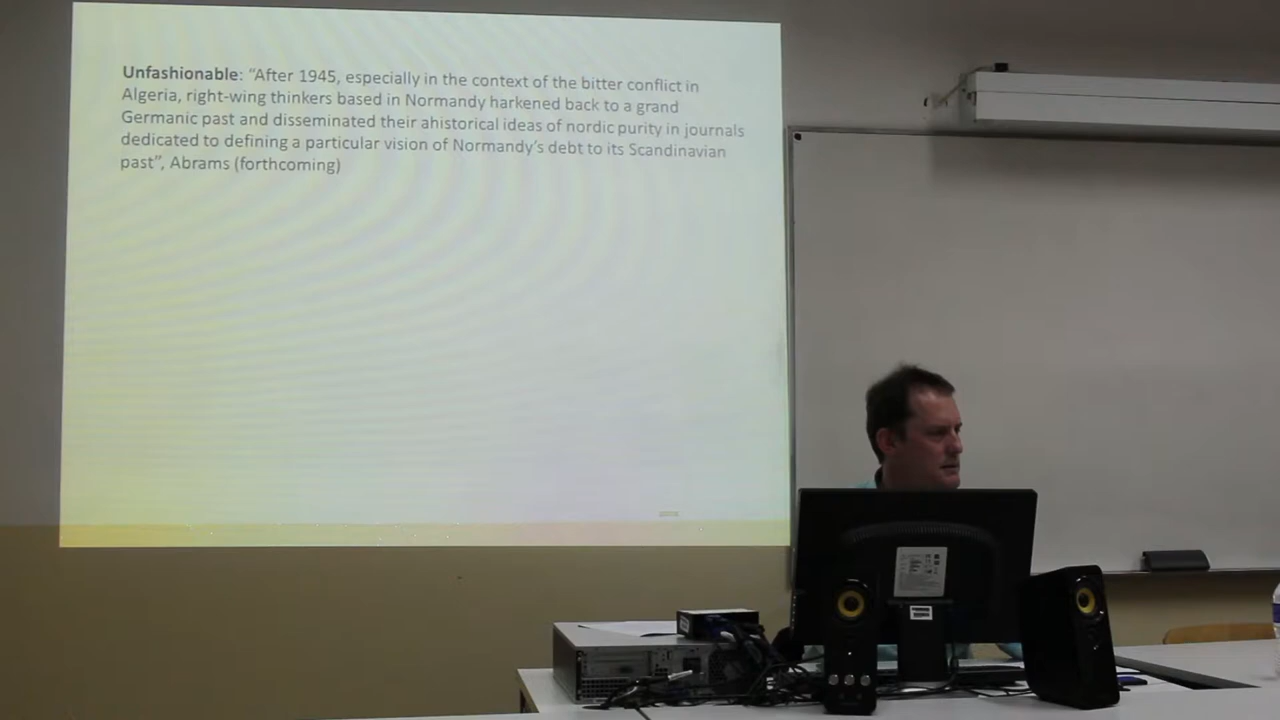 Unfashionable: “After 1945, especially in the context of the bitter conflict in
Algeria, right-wing thinkers based in Normandy harkened back to a grand
Germanic past and disseminated their ahistorical ideas of nordic purity in journals
dedicated to defining a particular vision of Normandy’s debt to its Scandinavian
past”, Abrams (forthcoming)